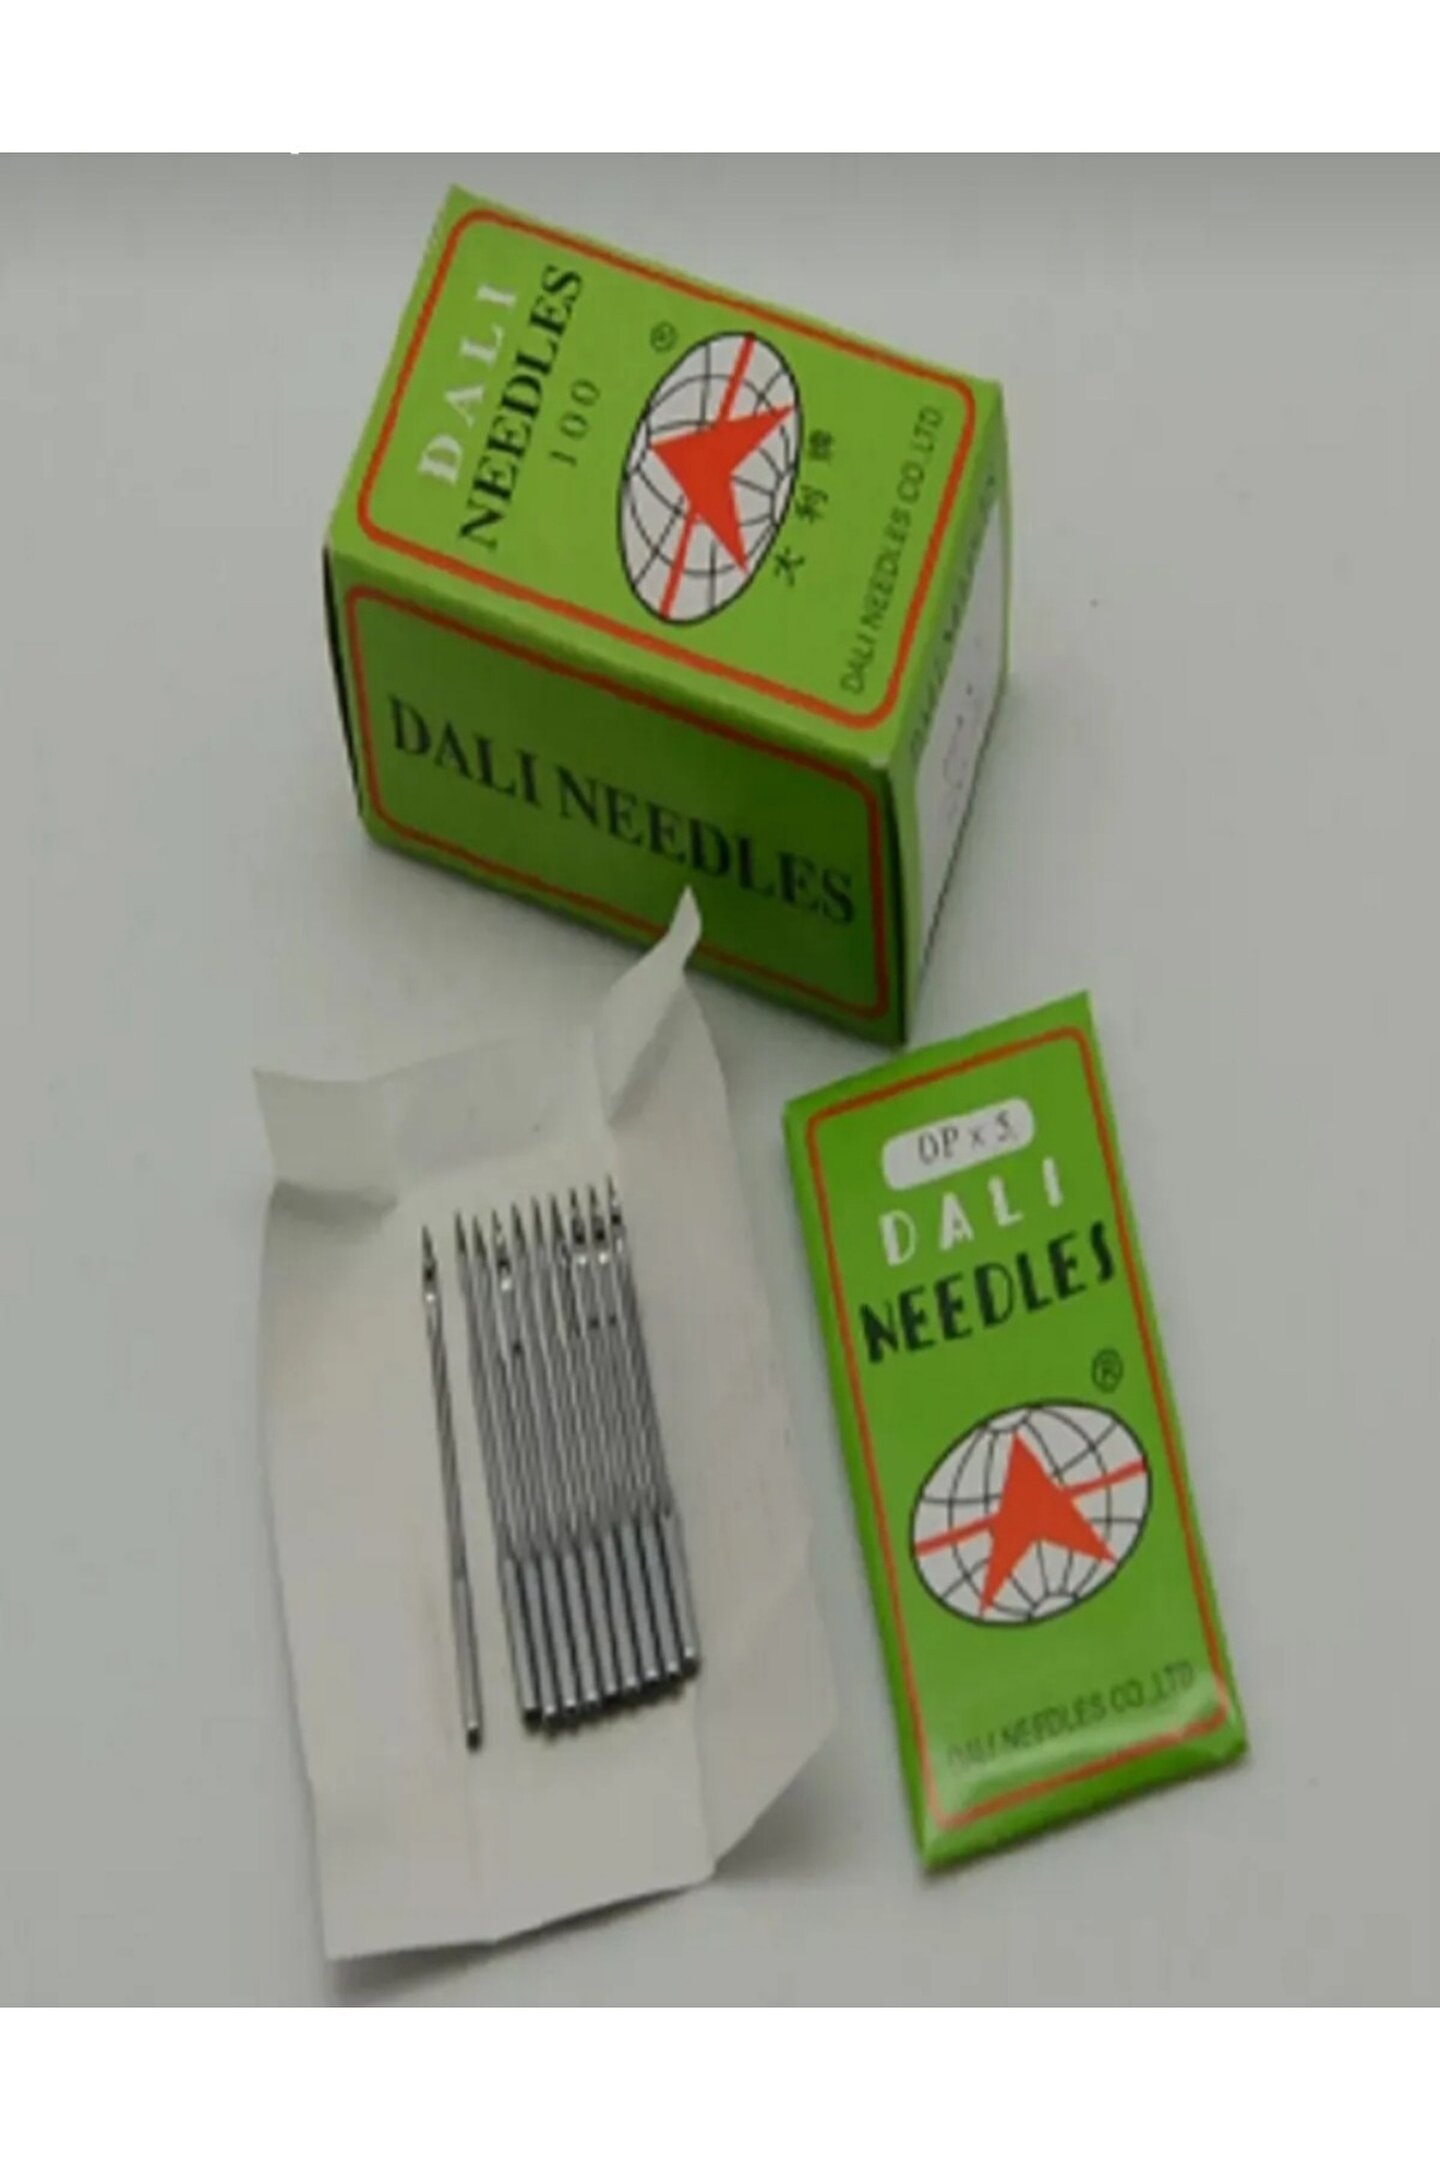 DALI
NEEDLES
100
®
大利牌
DALI NEEDLES CO.,LTD
DALI NEEDLES
DP × 5
DALI
NEEDLES
®
DALI NEEDLES CO.,LTD